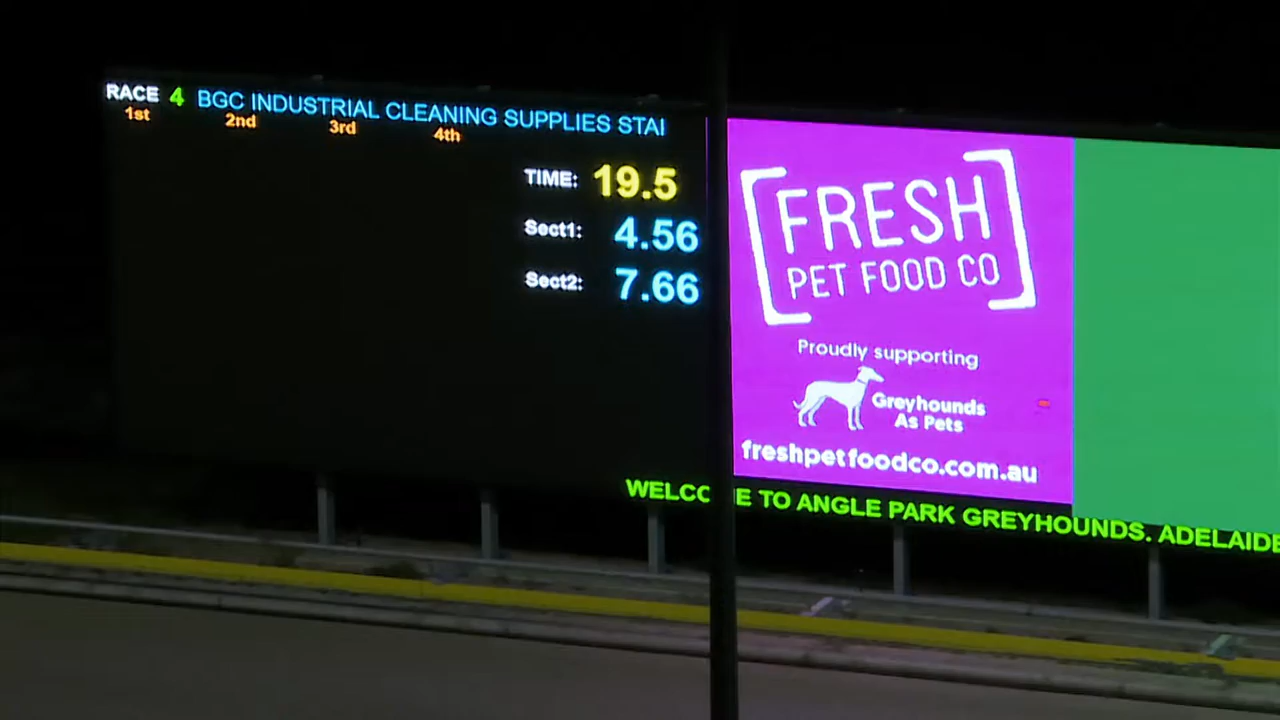 RACE 4 BGC INDUSTRIAL CLEANING SUPPLIES STAI
1st 2nd 3rd 4th
TIME: 19.5
Sect1: 4.56
Sect2: 7.66
FRESH
PET FOOD CO
Proudly supporting
Greyhounds
As Pets
freshpetfoodco.com.au
WELCOME TO ANGLE PARK GREYHOUNDS. ADELAIDE